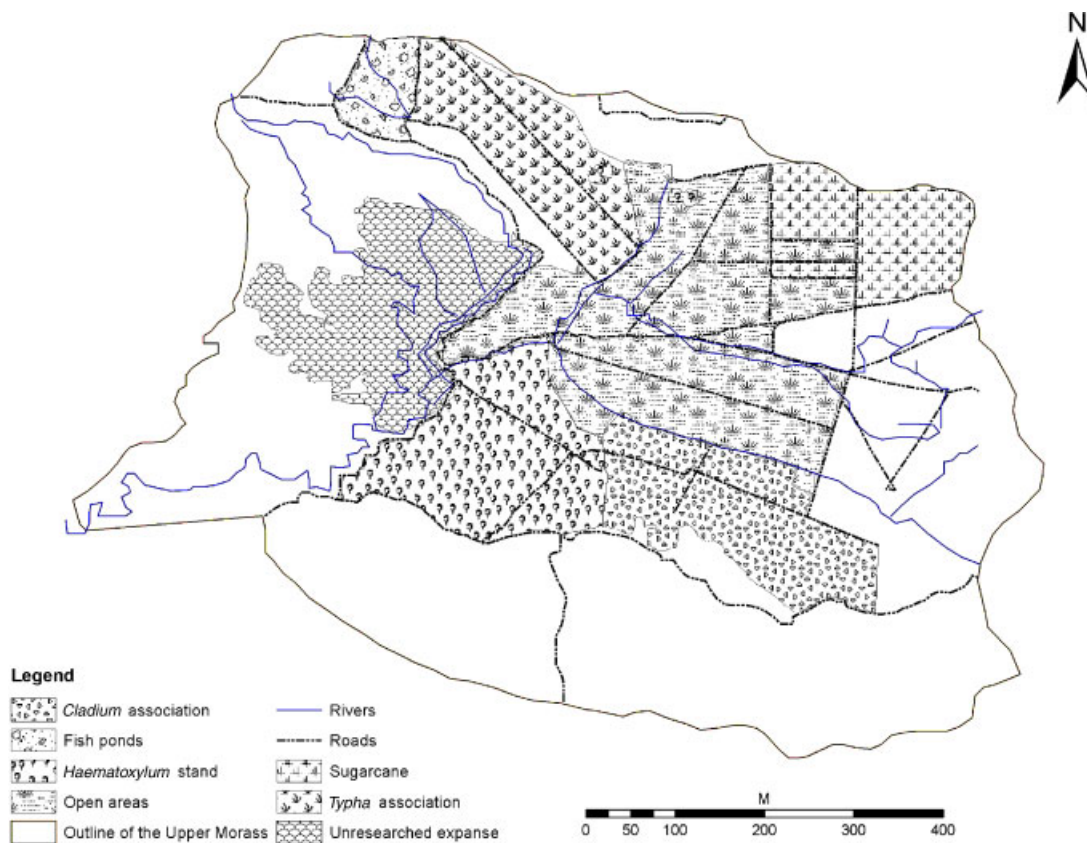 N
Legend
Cladium association
Fish ponds
Haematoxylum stand
Open areas
Outline of the Upper Morass
Rivers
Roads
Sugarcane
Typha association
Unresearched expanse
M
0 50 100 200 300 400